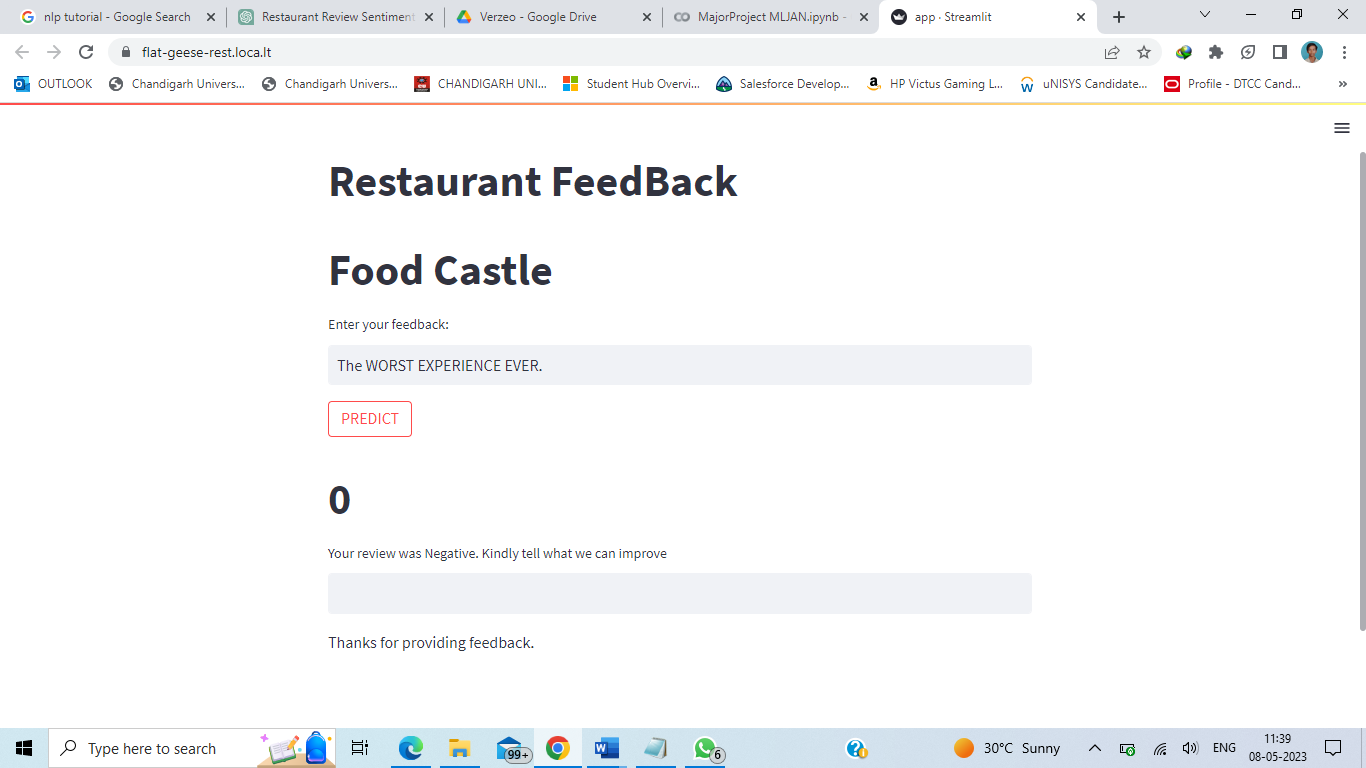 nlp tutorial - Google Search
Restaurant Review Sentiment
Verzeo - Google Drive
MajorProject MLJAN.ipynb -
app · Streamlit
flat-geese-rest.loca.lt
OUTLOOK
Chandigarh Univers...
Chandigarh Univers...
CHANDIGARH UNI...
Student Hub Overvi...
Salesforce Develop...
HP Victus Gaming L...
uNISYS Candidate...
Profile - DTCC Cand...
»
Restaurant FeedBack
Food Castle
Enter your feedback:
The WORST EXPERIENCE EVER.
PREDICT
0
Your review was Negative. Kindly tell what we can improve
Thanks for providing feedback.
Type here to search
99+
6
30°C Sunny
ENG
11:39
08-05-2023